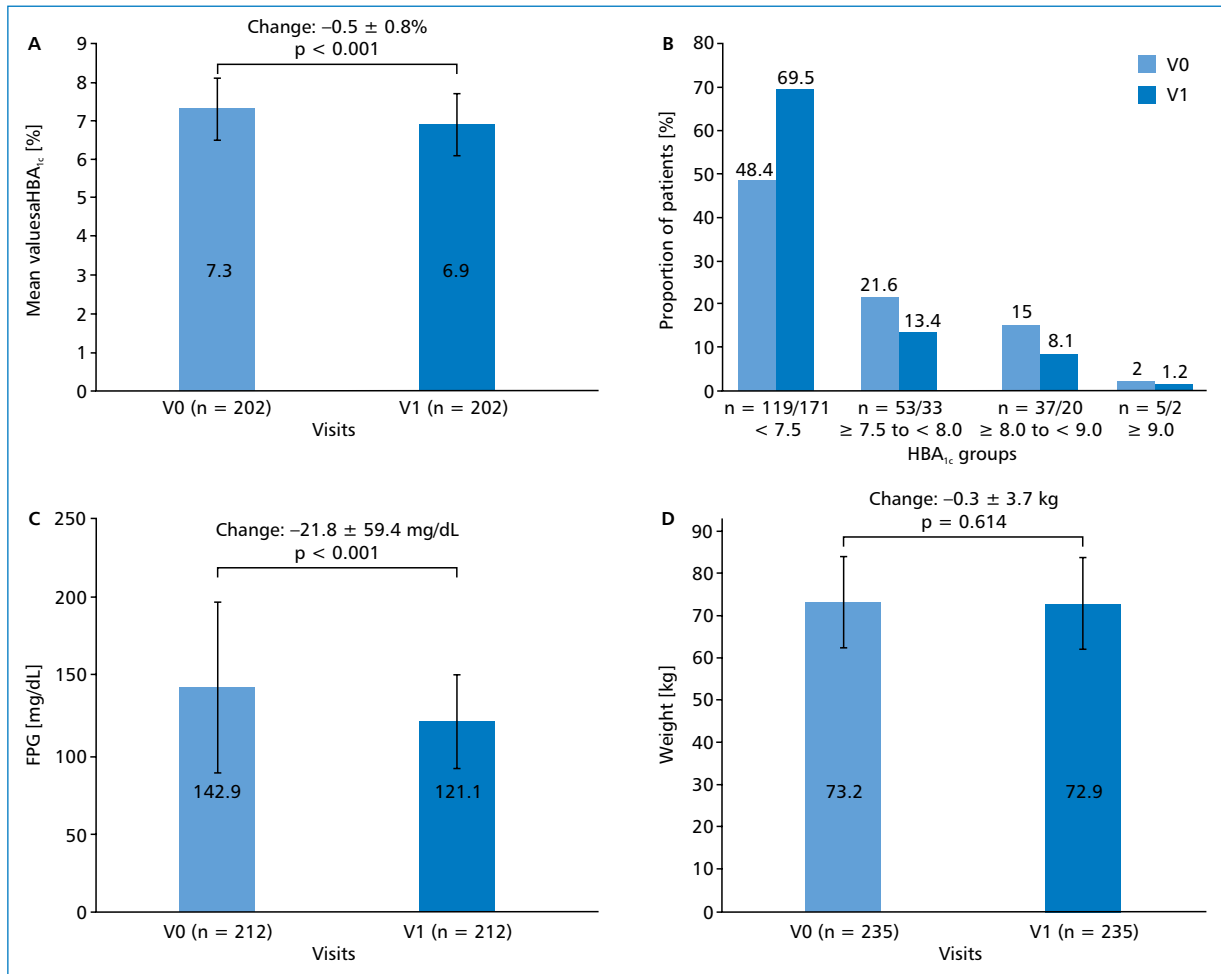 A
Change: –0.5 ± 0.8%
p < 0.001
9
8
7
6
5
4
3
2
1
0
Mean valuesaHBA1c [%]
7.3
6.9
V0 (n = 202)
V1 (n = 202)
Visits
B
80
70
60
50
40
30
20
10
0
Proportion of patients [%]
V0
V1
48.4
69.5
21.6
13.4
15
8.1
2
1.2
n = 119/171
< 7.5
n = 53/33
≥ 7.5 to < 8.0
n = 37/20
≥ 8.0 to < 9.0
n = 5/2
≥ 9.0
HBA1c groups
C
Change: –21.8 ± 59.4 mg/dL
p < 0.001
250
200
150
100
50
0
FPG [mg/dL]
142.9
121.1
V0 (n = 212)
V1 (n = 212)
Visits
D
Change: –0.3 ± 3.7 kg
p = 0.614
90
80
70
60
50
40
30
20
10
0
Weight [kg]
73.2
72.9
V0 (n = 235)
V1 (n = 235)
Visits